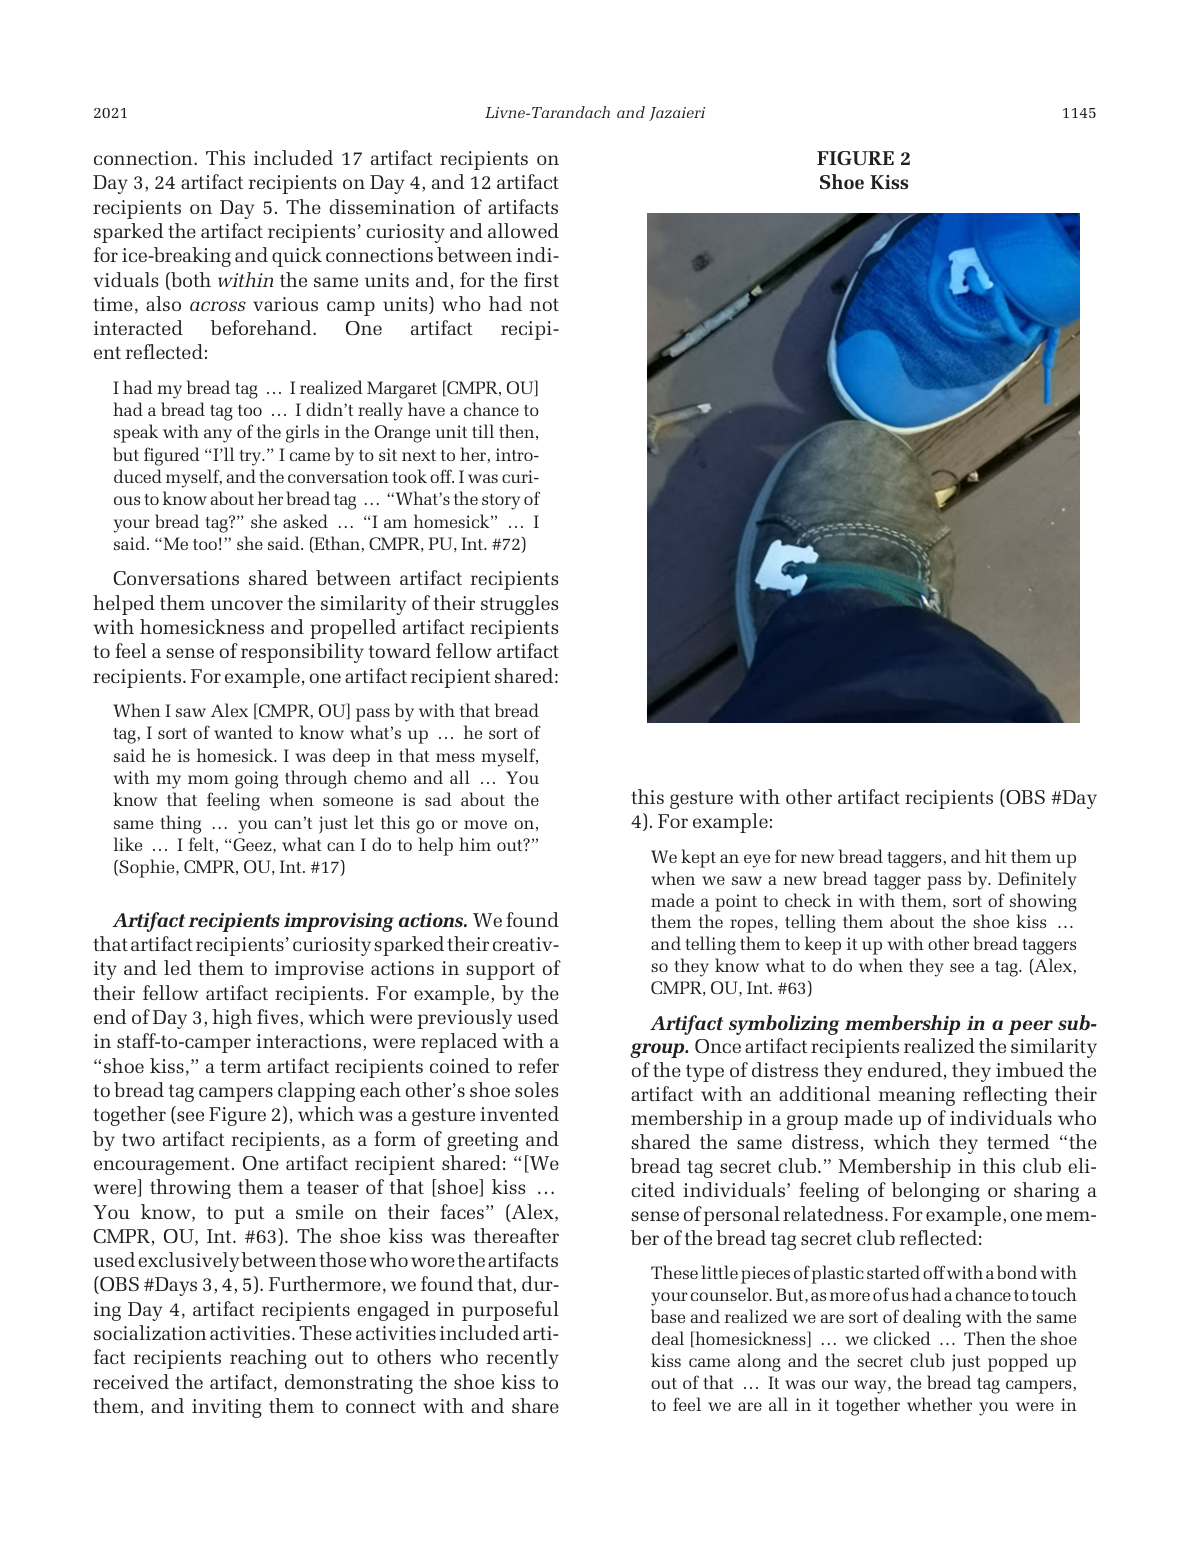 2021
Livne-Tarandach and Jazaieri
1145
connection. This included 17 artifact recipients on
Day 3, 24 artifact recipients on Day 4, and 12 artifact
recipients on Day 5. The dissemination of artifacts
sparked the artifact recipients’ curiosity and allowed
for ice-breaking and quick connections between indi-
viduals (both within the same units and, for the first
time, also across various camp units) who had not
interacted beforehand. One artifact recipi-
ent reflected:
I had my bread tag … I realized Margaret [CMPR, OU]
had a bread tag too … I didn’t really have a chance to
speak with any of the girls in the Orange unit till then,
but figured “I’ll try.” I came by to sit next to her, intro-
duced myself, and the conversation took off. I was curi-
ous to know about her bread tag … “What’s the story of
your bread tag?” she asked … “I am homesick” … I
said. “Me too!” she said. (Ethan, CMPR, PU, Int. #72)
Conversations shared between artifact recipients
helped them uncover the similarity of their struggles
with homesickness and propelled artifact recipients
to feel a sense of responsibility toward fellow artifact
recipients. For example, one artifact recipient shared:
When I saw Alex [CMPR, OU] pass by with that bread
tag, I sort of wanted to know what’s up … he sort of
said he is homesick. I was deep in that mess myself,
with my mom going through chemo and all … You
know that feeling when someone is sad about the
same thing … you can’t just let this go or move on,
like … I felt, “Geez, what can I do to help him out?”
(Sophie, CMPR, OU, Int. #17)
Artifact recipients improvising actions. We found
that artifact recipients’ curiosity sparked their creativ-
ity and led them to improvise actions in support of
their fellow artifact recipients. For example, by the
end of Day 3, high fives, which were previously used
in staff-to-camper interactions, were replaced with a
“shoe kiss,” a term artifact recipients coined to refer
to bread tag campers clapping each other’s shoe soles
together (see Figure 2), which was a gesture invented
by two artifact recipients, as a form of greeting and
encouragement. One artifact recipient shared: “[We
were] throwing them a teaser of that [shoe] kiss …
You know, to put a smile on their faces” (Alex,
CMPR, OU, Int. #63). The shoe kiss was thereafter
used exclusively between those who wore the artifacts
(OBS #Days 3, 4, 5). Furthermore, we found that, dur-
ing Day 4, artifact recipients engaged in purposeful
socialization activities. These activities included arti-
fact recipients reaching out to others who recently
received the artifact, demonstrating the shoe kiss to
them, and inviting them to connect with and share
FIGURE 2
Shoe Kiss
this gesture with other artifact recipients (OBS #Day
4). For example:
We kept an eye for new bread taggers, and hit them up
when we saw a new bread tagger pass by. Definitely
made a point to check in with them, sort of showing
them the ropes, telling them about the shoe kiss …
and telling them to keep it up with other bread taggers
so they know what to do when they see a tag. (Alex,
CMPR, OU, Int. #63)
Artifact symbolizing membership in a peer sub-
group. Once artifact recipients realized the similarity
of the type of distress they endured, they imbued the
artifact with an additional meaning reflecting their
membership in a group made up of individuals who
shared the same distress, which they termed “the
bread tag secret club.” Membership in this club eli-
cited individuals’ feeling of belonging or sharing a
sense of personal relatedness. For example, one mem-
ber of the bread tag secret club reflected:
These little pieces of plastic started off with a bond with
your counselor. But, as more of us had a chance to touch
base and realized we are sort of dealing with the same
deal [homesickness] … we clicked … Then the shoe
kiss came along and the secret club just popped up
out of that … It was our way, the bread tag campers,
to feel we are all in it together whether you were in